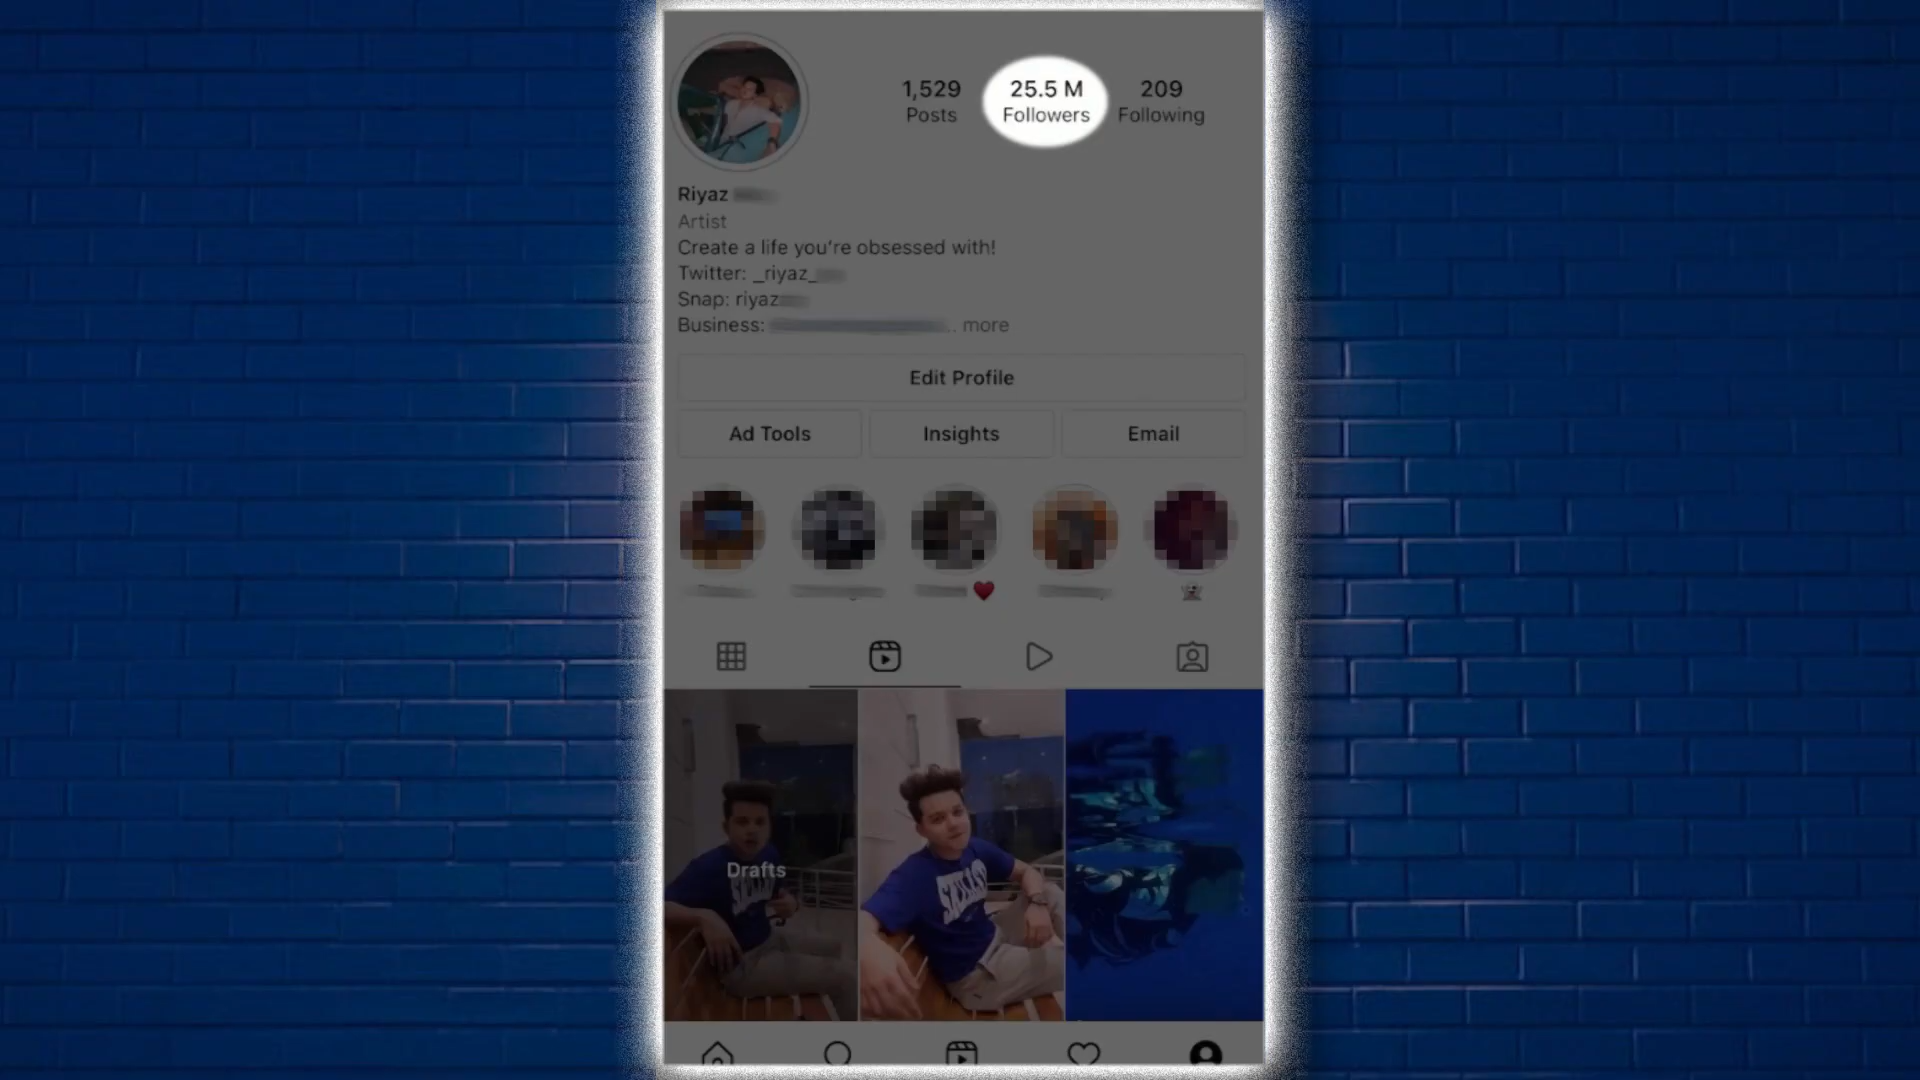 1,529
Posts
25.5 M
Followers
209
Following
Riyaz
Artist
Create a life you're obsessed with!
Twitter: _riyaz_
Snap: riyaz
Business: .. more
Edit Profile
Ad Tools
Insights
Email
Drafts